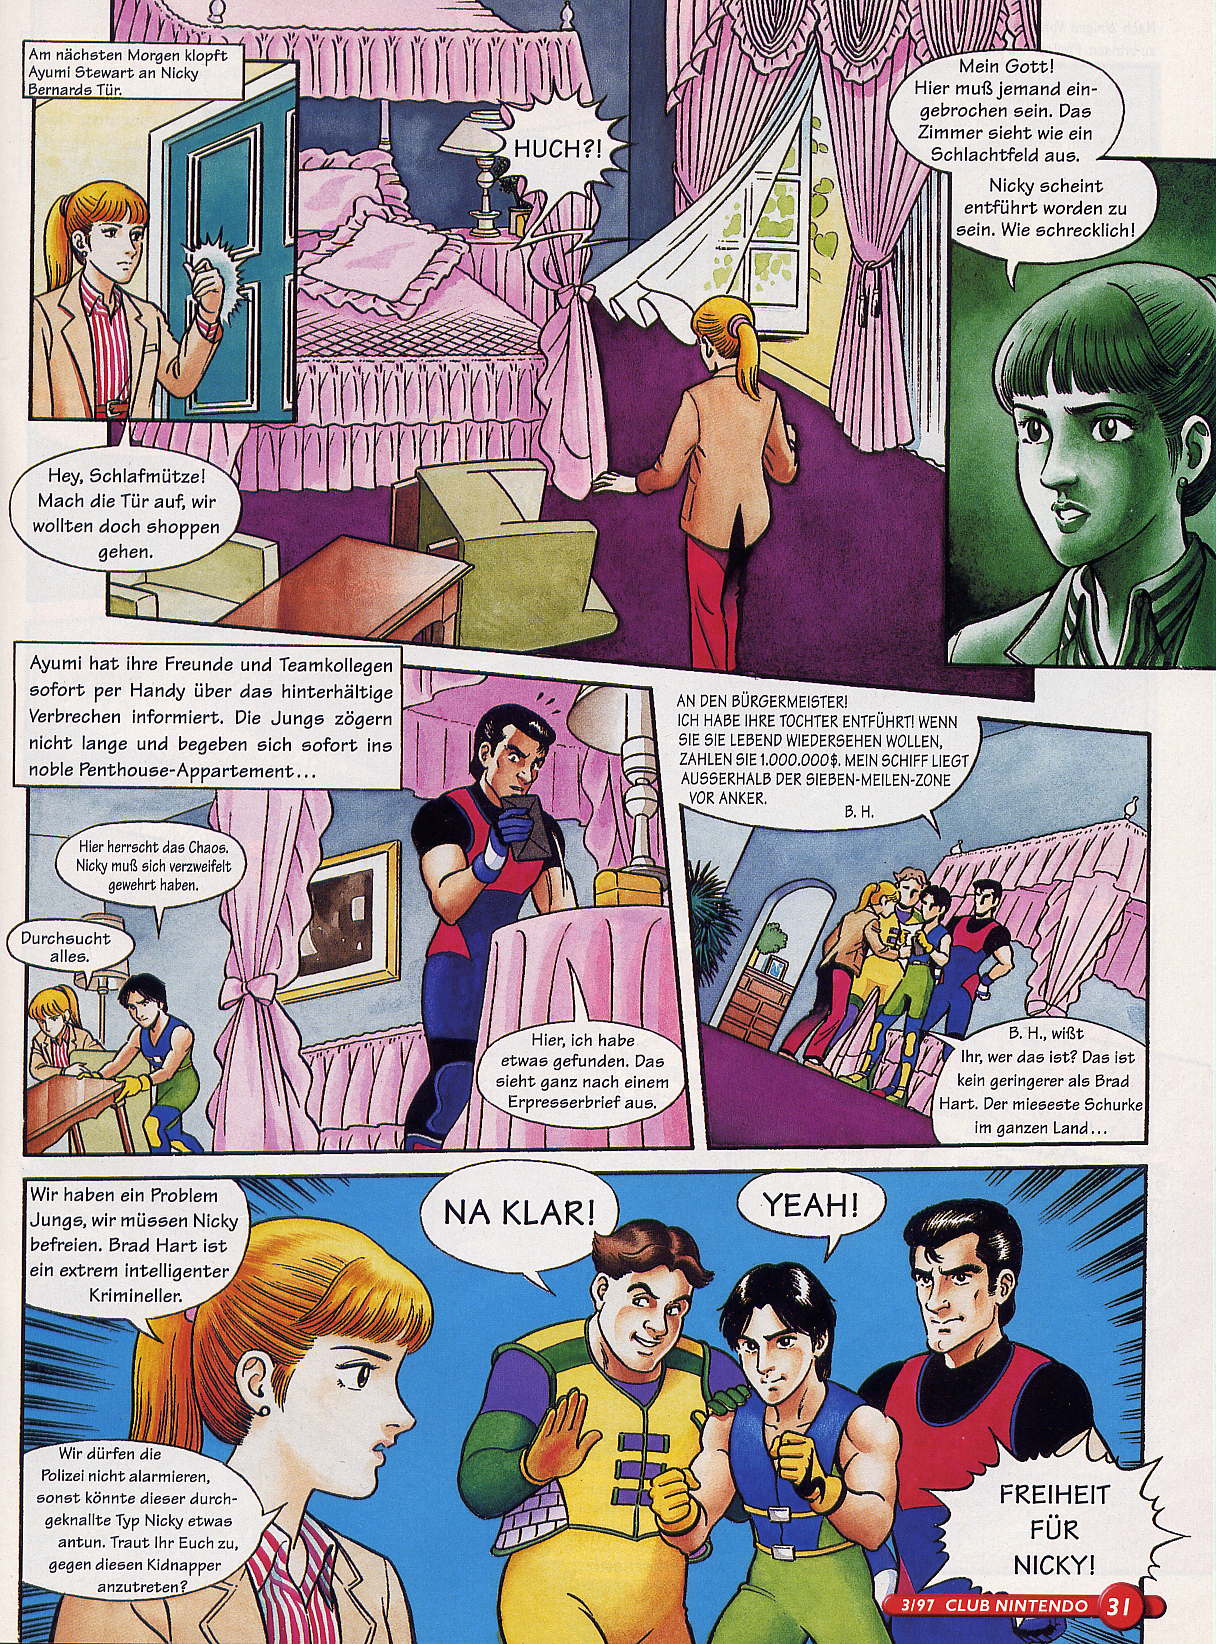 Am nächsten Morgen klopft
Ayumi Stewart an Nicky
Bernards Tür.
HUCH?!
Mein Gott!
Hier muß jemand ein-
gebrochen sein. Das
Zimmer sieht wie ein
Schlachtfeld aus.
Nicky scheint
entführt worden zu
sein. Wie schrecklich!
Hey, Schlafmütze!
Mach die Tür auf, wir
wollten doch shoppen
gehen.
Ayumi hat ihre Freunde und Teamkollegen
sofort per Handy über das hinterhältige
Verbrechen informiert. Die Jungs zögern
nicht lange und begeben sich sofort ins
noble Penthouse-Appartement...
Hier herrscht das Chaos.
Nicky muß sich verzweifelt
gewehrt haben.
Durchsucht
alles.
Hier, ich habe
etwas gefunden. Das
sieht ganz nach einem
Erpresserbrief aus.
AN DEN BÜRGERMEISTER!
ICH HABE IHRE TOCHTER ENTFÜHRT! WENN
SIE SIE LEBEND WIEDERSEHEN WOLLEN,
ZAHLEN SIE 1.000.000$. MEIN SCHIFF LIEGT
AUSSERHALB DER SIEBEN-MEILEN-ZONE
VOR ANKER.
B. H.
B. H., wißt
Ihr, wer das ist? Das ist
kein geringerer als Brad
Hart. Der mieseste Schurke
im ganzen Land...
Wir haben ein Problem
Jungs, wir müssen Nicky
befreien. Brad Hart ist
ein extrem intelligenter
Krimineller.
NA KLAR!
YEAH!
Wir dürfen die
Polizei nicht alarmieren,
sonst könnte dieser durch-
geknallte Typ Nicky etwas
antun. Traut Ihr Euch zu,
gegen diesen Kidnapper
anzutreten?
FREIHEIT
FÜR
NICKY!
3/97 CLUB NINTENDO 31